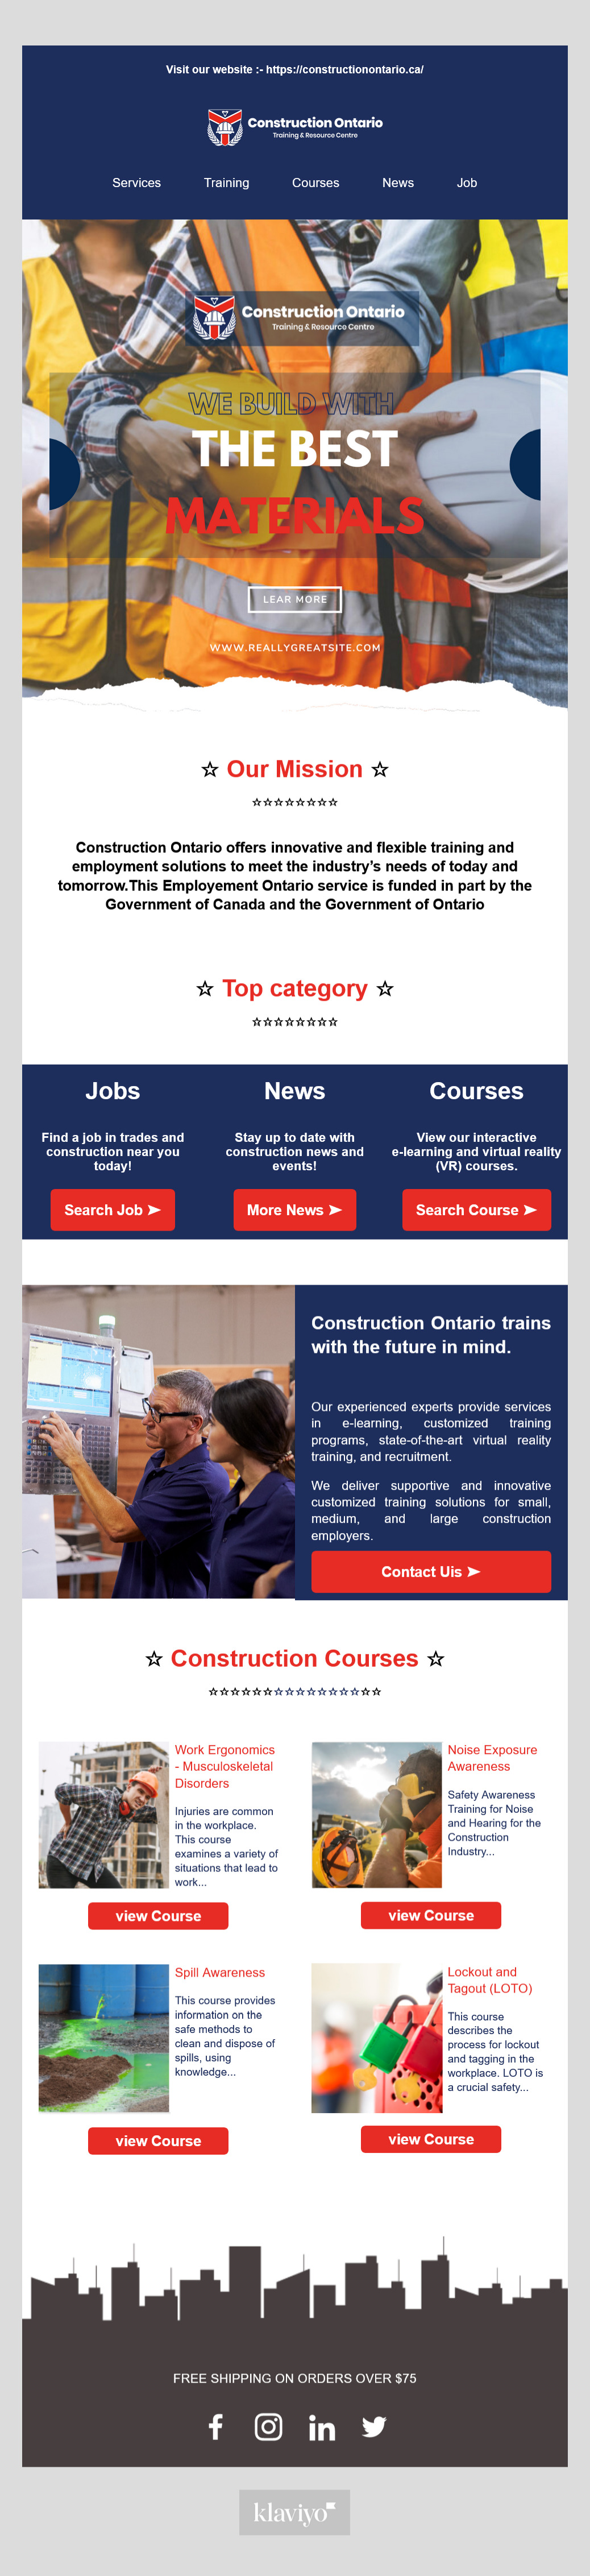 Visit our website :- https://constructionontario.ca/
Construction Ontario
Training & Resource Centre
Services Training Courses News Job
Construction Ontario
Training & Resource Centre
WE BUILD WITH
THE BEST
MATERIALS
LEAR MORE
WWW.REALLYGREATSITE.COM
☆ Our Mission ☆
☆☆☆☆☆☆☆☆
Construction Ontario offers innovative and flexible training and
employment solutions to meet the industry’s needs of today and
tomorrow.This Employement Ontario service is funded in part by the
Government of Canada and the Government of Ontario
☆ Top category ☆
☆☆☆☆☆☆☆☆
Jobs
Find a job in trades and
construction near you
today!
Search Job ➤
News
Stay up to date with
construction news and
events!
More News ➤
Courses
View our interactive
e-learning and virtual reality
(VR) courses.
Search Course ➤
Construction Ontario trains
with the future in mind.
Our experienced experts provide services
in e-learning, customized training
programs, state-of-the-art virtual reality
training, and recruitment.
We deliver supportive and innovative
customized training solutions for small,
medium, and large construction
employers.
Contact Uis ➤
☆ Construction Courses ☆
☆☆☆☆☆☆☆☆☆☆☆☆☆☆☆☆
Work Ergonomics
- Musculoskeletal
Disorders
Injuries are common
in the workplace.
This course
examines a variety of
situations that lead to
work...
view Course
Noise Exposure
Awareness
Safety Awareness
Training for Noise
and Hearing for the
Construction
Industry...
view Course
Spill Awareness
This course provides
information on the
safe methods to
clean and dispose of
spills, using
knowledge...
view Course
Lockout and
Tagout (LOTO)
This course
describes the
process for lockout
and tagging in the
workplace. LOTO is
a crucial safety...
view Course
FREE SHIPPING ON ORDERS OVER $75
klaviyo